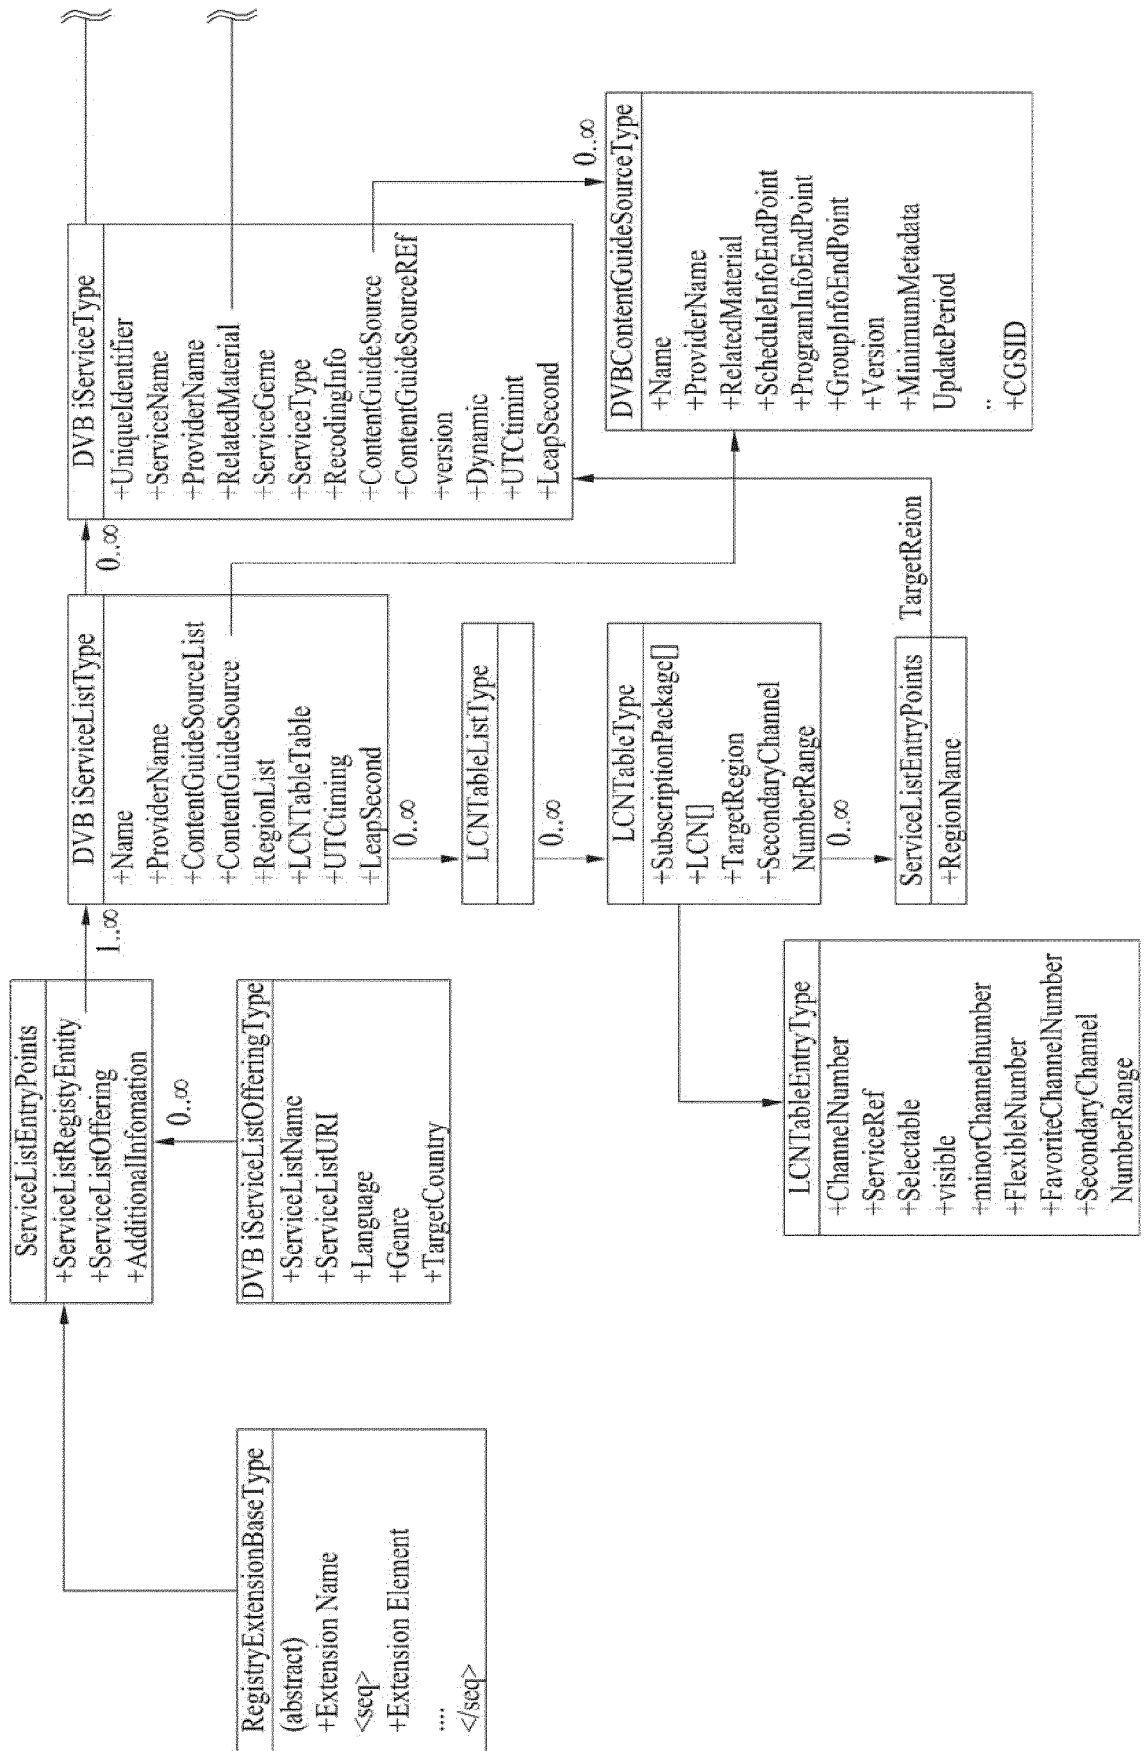 RegistryExtensionBaseType
(abstract)
+Extension Name
<seq>
+Extension Element
....
</seq>
ServiceListEntryPoints
+ServiceListRegistyEntity
+ServiceListOffering
+AdditionalInfomation
1..∞
0..∞
DVB iServiceListOfferingType
+ServiceListName
+ServiceListURI
+Language
+Genre
+TargetCountry
DVB iServiceListType
+Name
+ProviderName
+ContentGuideSourceList
+ContentGuideSource
+RegionList
+LCNTableTable
+UTCtiming
+LeapSecond
0..∞
0..∞
LCNTableListType
0..∞
LCNTableType
+SubscriptionPackage[]
+LCN[]
+TargetRegion
+SecondaryChannel
NumberRange
0..∞
ServiceListEntryPoints
+RegionName
TargetReion
LCNTableEntryType
+ChannelNumber
+ServiceRef
+Selectable
+visible
+minorChannelnumber
+FlexibleNumber
+FavoriteChannelNumber
+SecondaryChannel
NumberRange
DVB iServiceType
+UniqueIdentifier
+ServiceName
+ProviderName
+RelatedMaterial
+ServiceGerne
+ServiceType
+RecodingInfo
+ContentGuideSource
+ContentGuideSourceREf
+version
+Dynamic
+UTCtmint
+LeapSecond
0..∞
DVBContentGuideSourceType
+Name
+ProviderName
+RelatedMaterial
+ScheduleInfoEndPoint
+ProgramInfoEndPoint
+GroupInfoEndPoint
+Version
+MinimumMetadata
UpdatePeriod
..
+CGSID